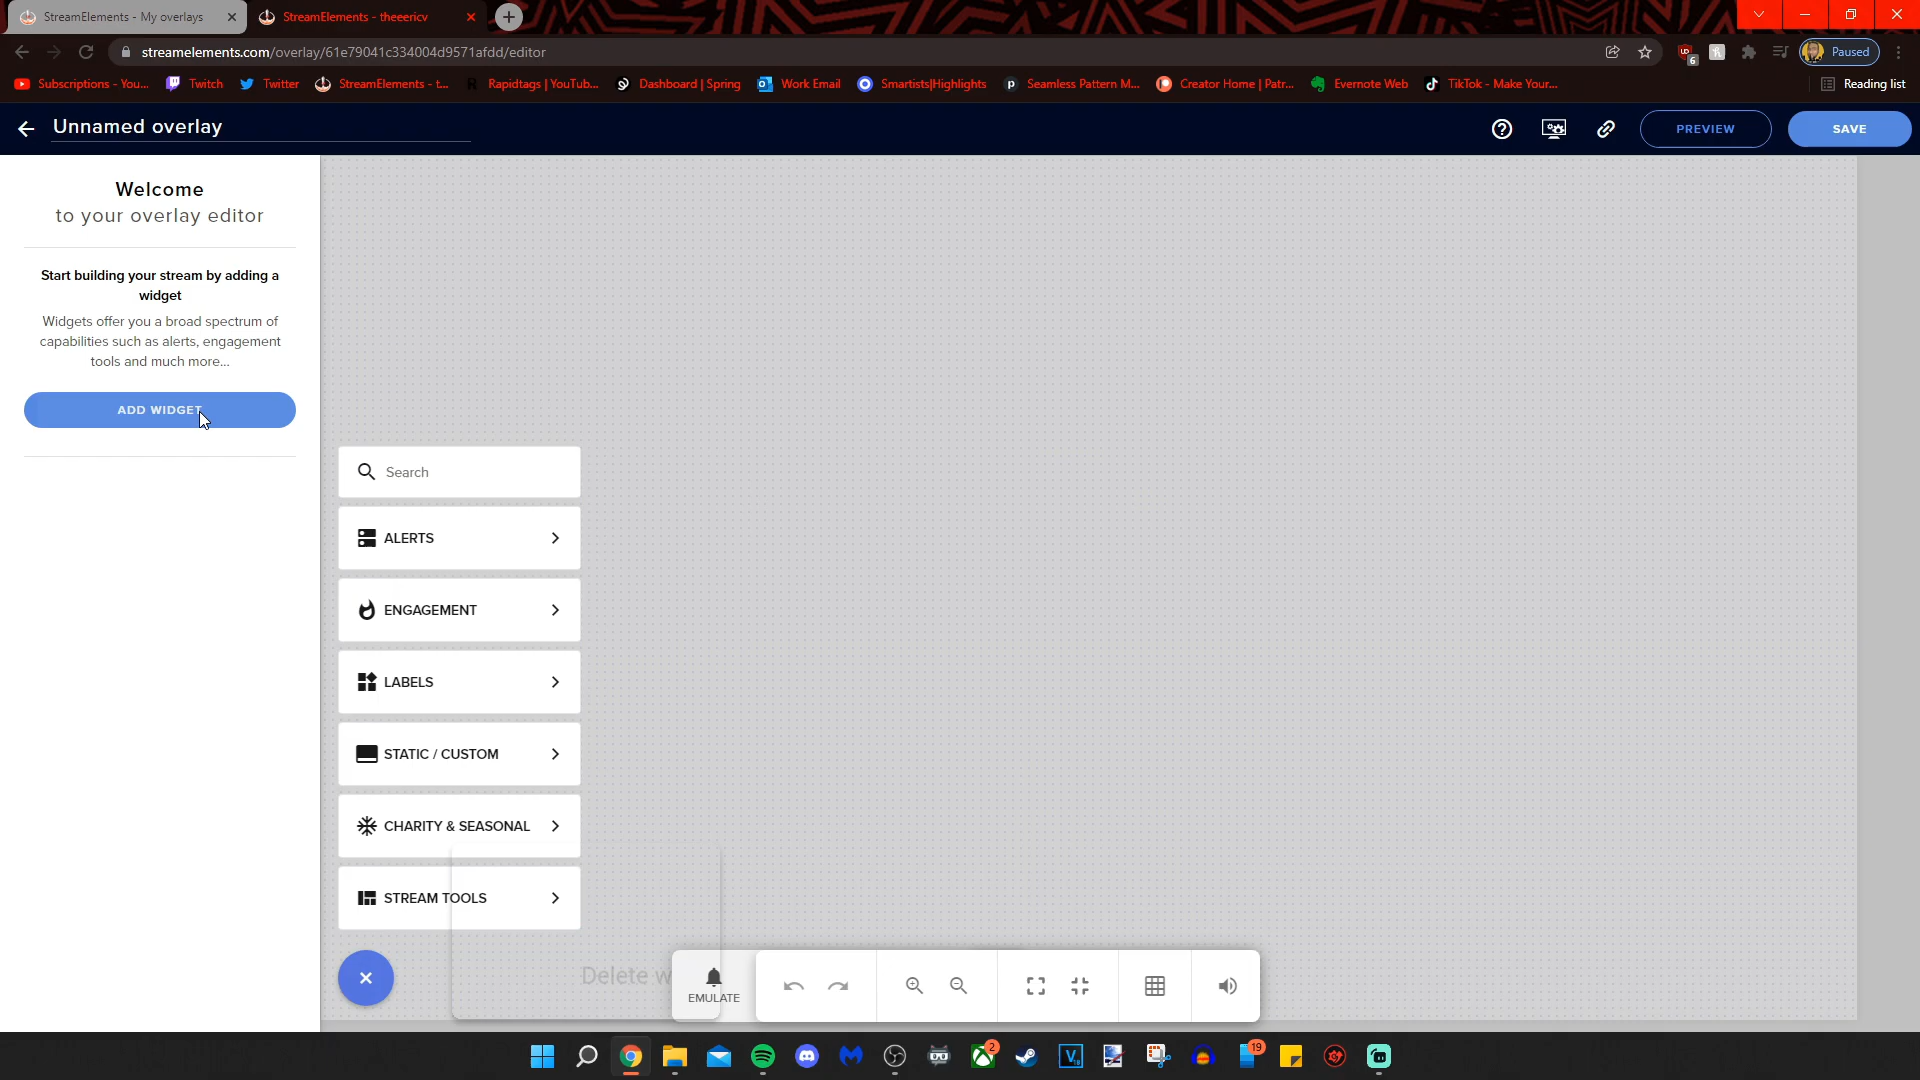 StreamElements - My overlays
StreamElements - theeericv
streamelements.com/overlay/61e79041c334004d9571afdd/editor
6
Paused
Subscriptions - You...
Twitch
Twitter
StreamElements - t...
Rapidtags | YouTub...
Dashboard | Spring
Work Email
Smartists|Highlights
Seamless Pattern M...
Creator Home | Patr...
Evernote Web
TikTok - Make Your...
Reading list
Unnamed overlay
PREVIEW
SAVE
Welcome
to your overlay editor
Start building your stream by adding a
widget
Widgets offer you a broad spectrum of
capabilities such as alerts, engagement
tools and much more...
ADD WIDGET
Search
ALERTS
ENGAGEMENT
LABELS
STATIC / CUSTOM
CHARITY & SEASONAL
STREAM TOOLS
Delete w
EMULATE
2
19